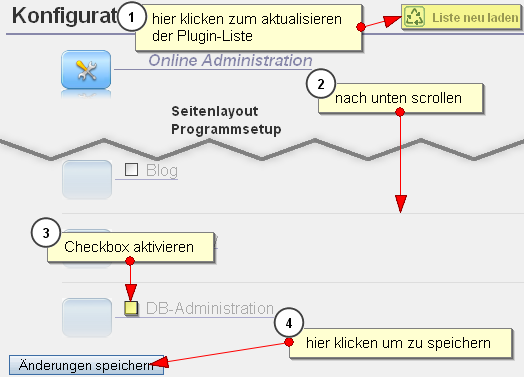 Konfigurat
1
hier klicken zum aktualisieren
der Plugin-Liste
Liste neu laden
Online Administration
2
nach unten scrollen
Seitenlayout
Programmsetup
Blog
3
Checkbox aktivieren
DB-Administration
4
hier klicken um zu speichern
Änderungen speichern